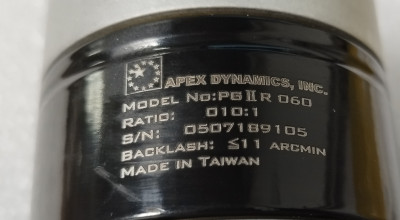 APEX DYNAMICS, INC.
MODEL NO:PGⅡR 060
RATIO: 010:1
S/N: 0507189105
BACKLASH: ≦11 ARCMIN
MADE IN TAIWAN